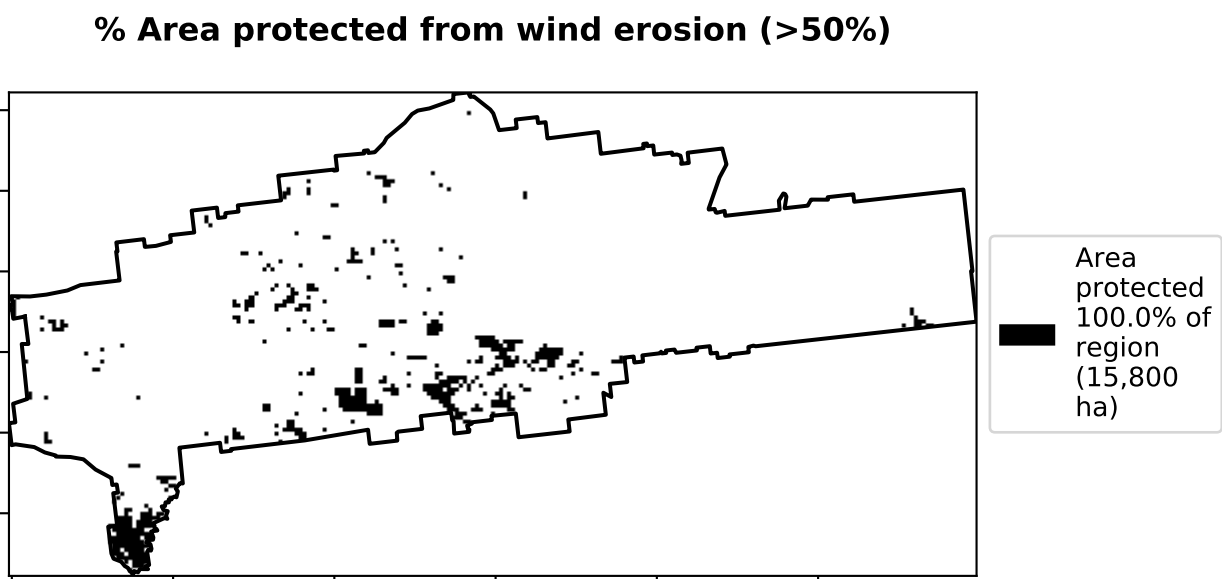 % Area protected from wind erosion (>50%)
Area
protected
100.0% of
region
(15,800
ha)